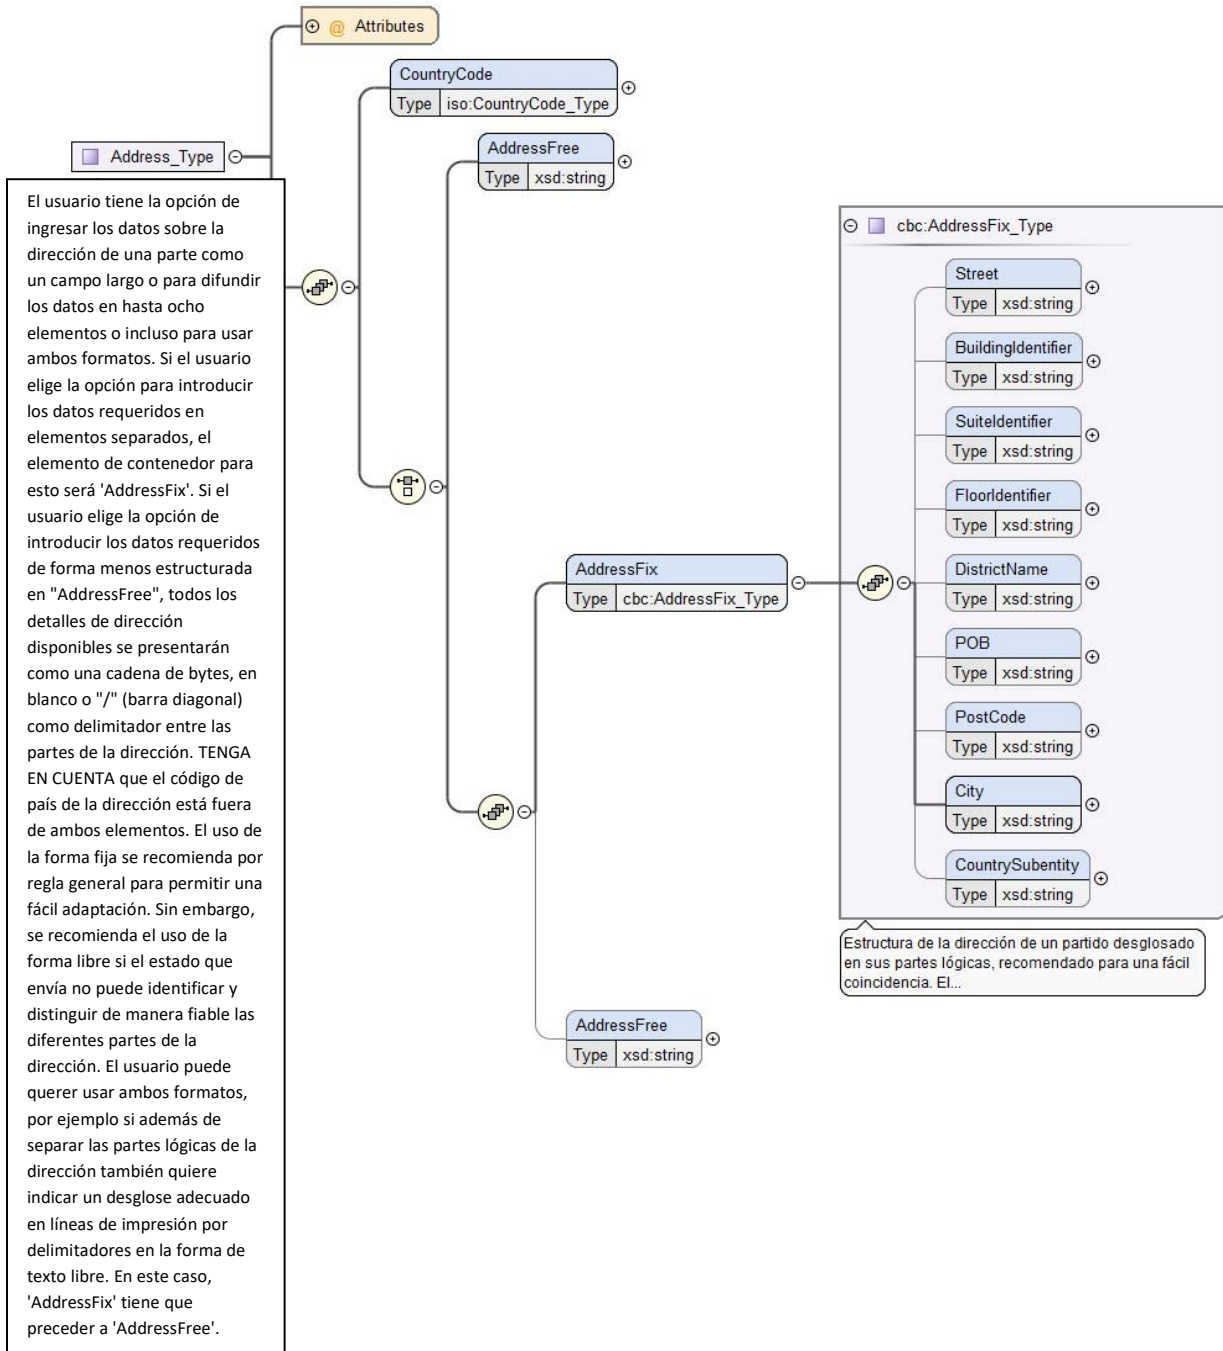 @ Attributes
CountryCode
Type iso:CountryCode_Type
Address_Type
AddressFree
Type xsd:string
El usuario tiene la opción de
ingresar los datos sobre la
dirección de una parte como
un campo largo o para difundir
los datos en hasta ocho
elementos o incluso para usar
ambos formatos. Si el usuario
elige la opción para introducir
los datos requeridos en
elementos separados, el
elemento de contenedor para
esto será 'AddressFix'. Si el
usuario elige la opción de
introducir los datos requeridos
de forma menos estructurada
en "AddressFree", todos los
detalles de dirección
disponibles se presentarán
como una cadena de bytes, en
blanco o "/" (barra diagonal)
como delimitador entre las
partes de la dirección. TENGA
EN CUENTA que el código de
país de la dirección está fuera
de ambos elementos. El uso de
la forma fija se recomienda por
regla general para permitir una
fácil adaptación. Sin embargo,
se recomienda el uso de la
forma libre si el estado que
envía no puede identificar y
distinguir de manera fiable las
diferentes partes de la
dirección. El usuario puede
querer usar ambos formatos,
por ejemplo si además de
separar las partes lógicas de la
dirección también quiere
indicar un desglose adecuado
en líneas de impresión por
delimitadores en la forma de
texto libre. En este caso,
'AddressFix' tiene que
preceder a 'AddressFree'.
AddressFix
Type cbc:AddressFix_Type
cbc:AddressFix_Type
Street
Type xsd:string
BuildingIdentifier
Type xsd:string
SuiteIdentifier
Type xsd:string
FloorIdentifier
Type xsd:string
DistrictName
Type xsd:string
POB
Type xsd:string
PostCode
Type xsd:string
City
Type xsd:string
CountrySubentity
Type xsd:string
Estructura de la dirección de un partido desglosado
en sus partes lógicas, recomendado para una fácil
coincidencia. El...
AddressFree
Type xsd:string